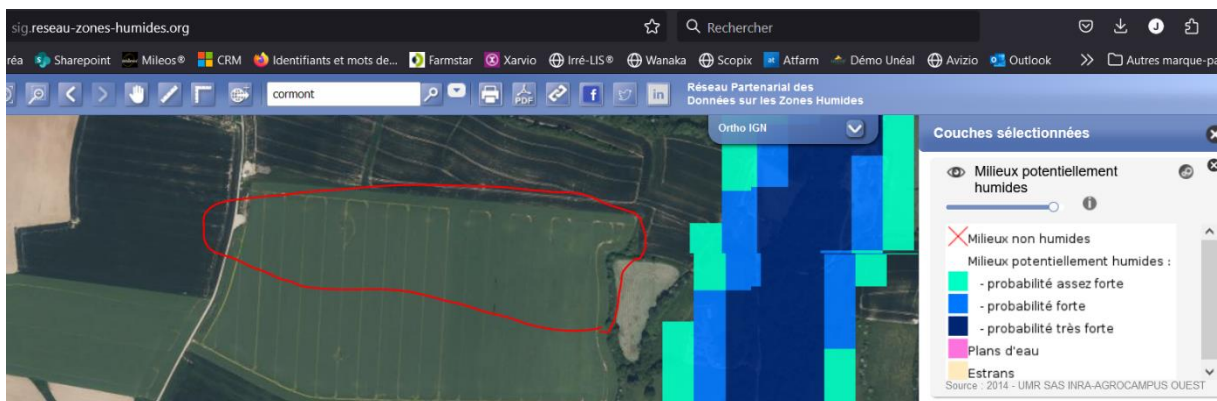 sig.reseau-zones-humides.org
Rechercher
réa Sharepoint Mileos® CRM Identifiants et mots de... Farmstar Xarvio Irré-LIS® Wanaka Scopix Atfarm Démo Unéal Avizio Outlook Autres marque-pa
cormont
PDF
Réseau Partenarial des
Données sur les Zones Humides
Ortho IGN
Couches sélectionnées
Milieux potentiellement
humides
Milieux non humides
Milieux potentiellement humides :
- probabilité assez forte
- probabilité forte
- probabilité très forte
Plans d'eau
Estrans
Source : 2014 - UMR SAS INRA-AGROCAMPUS OUEST